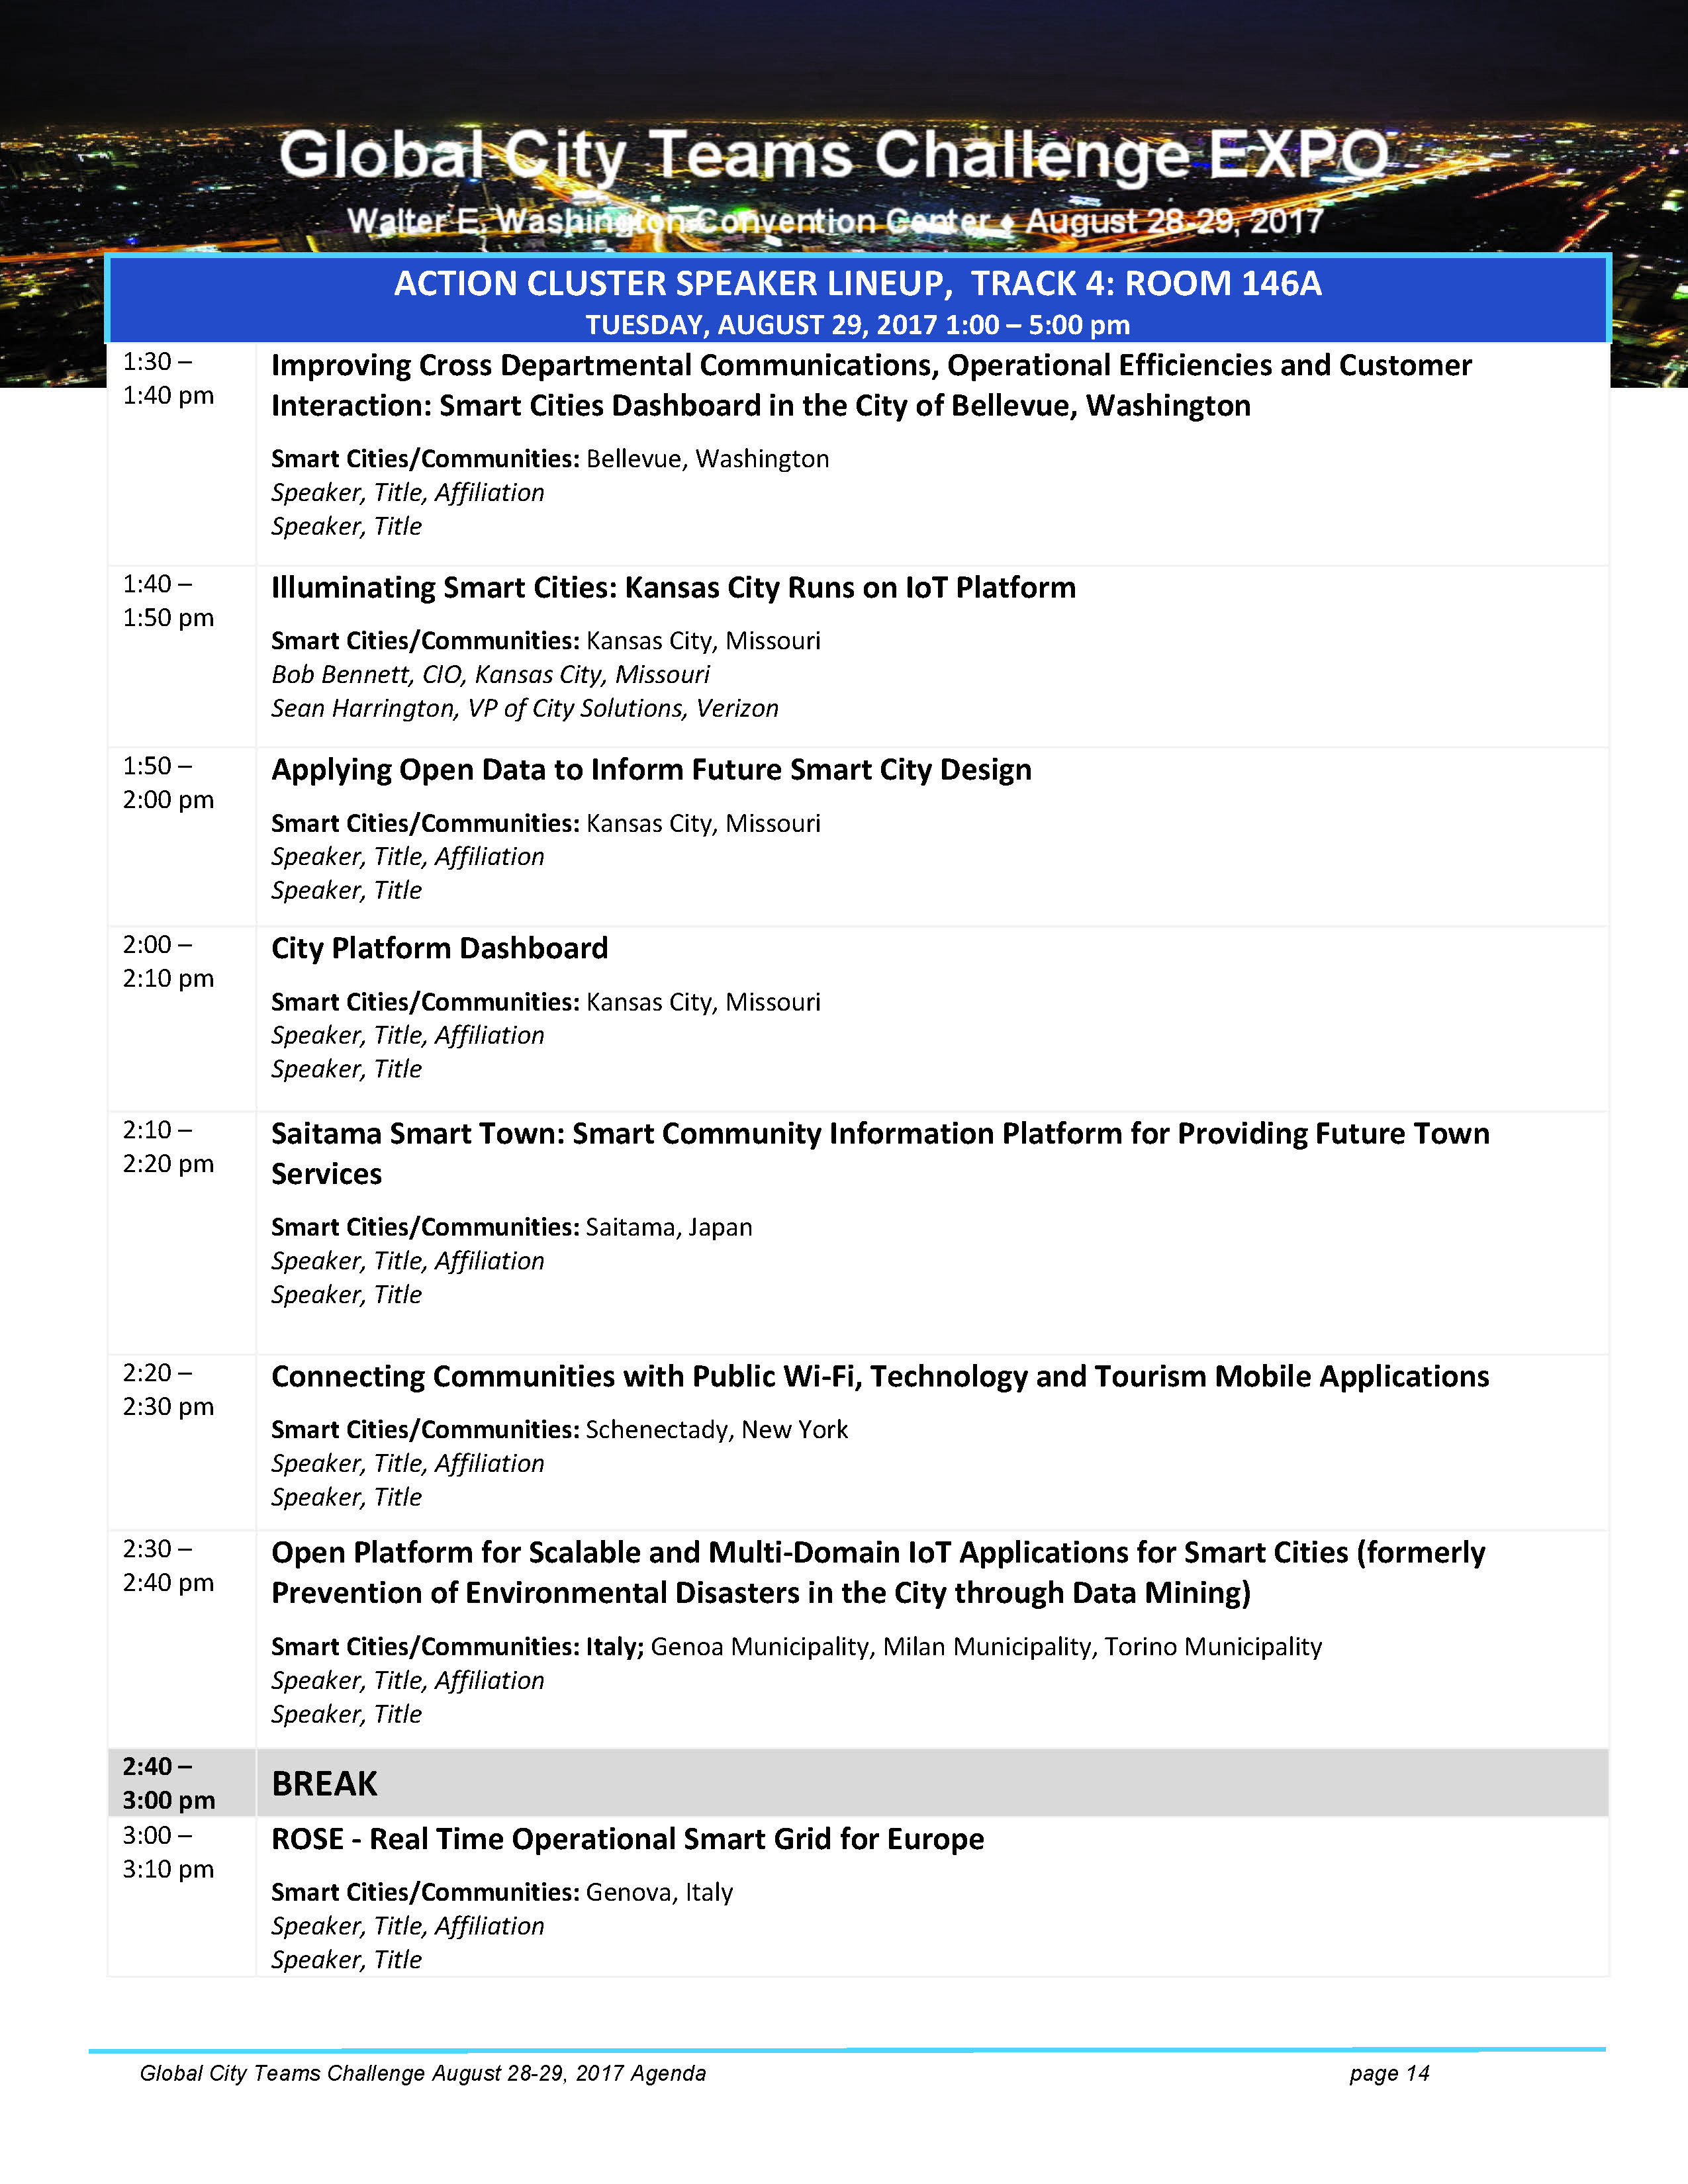 Global City Teams Challenge EXPO
Walter E. Washington Convention Center ♦ August 28-29, 2017
ACTION CLUSTER SPEAKER LINEUP,  TRACK 4: ROOM 146A
TUESDAY, AUGUST 29, 2017 1:00 – 5:00 pm
1:30 –
1:40 pm
Improving Cross Departmental Communications, Operational Efficiencies and Customer
Interaction: Smart Cities Dashboard in the City of Bellevue, Washington
Smart Cities/Communities: Bellevue, Washington
Speaker, Title, Affiliation
Speaker, Title
1:40 –
1:50 pm
Illuminating Smart Cities: Kansas City Runs on IoT Platform
Smart Cities/Communities: Kansas City, Missouri
Bob Bennett, CIO, Kansas City, Missouri
Sean Harrington, VP of City Solutions, Verizon
1:50 –
2:00 pm
Applying Open Data to Inform Future Smart City Design
Smart Cities/Communities: Kansas City, Missouri
Speaker, Title, Affiliation
Speaker, Title
2:00 –
2:10 pm
City Platform Dashboard
Smart Cities/Communities: Kansas City, Missouri
Speaker, Title, Affiliation
Speaker, Title
2:10 –
2:20 pm
Saitama Smart Town: Smart Community Information Platform for Providing Future Town
Services
Smart Cities/Communities: Saitama, Japan
Speaker, Title, Affiliation
Speaker, Title
2:20 –
2:30 pm
Connecting Communities with Public Wi-Fi, Technology and Tourism Mobile Applications
Smart Cities/Communities: Schenectady, New York
Speaker, Title, Affiliation
Speaker, Title
2:30 –
2:40 pm
Open Platform for Scalable and Multi-Domain IoT Applications for Smart Cities (formerly
Prevention of Environmental Disasters in the City through Data Mining)
Smart Cities/Communities: Italy; Genoa Municipality, Milan Municipality, Torino Municipality
Speaker, Title, Affiliation
Speaker, Title
2:40 –
3:00 pm
BREAK
3:00 –
3:10 pm
ROSE - Real Time Operational Smart Grid for Europe
Smart Cities/Communities: Genova, Italy
Speaker, Title, Affiliation
Speaker, Title
Global City Teams Challenge August 28-29, 2017 Agenda
page 14